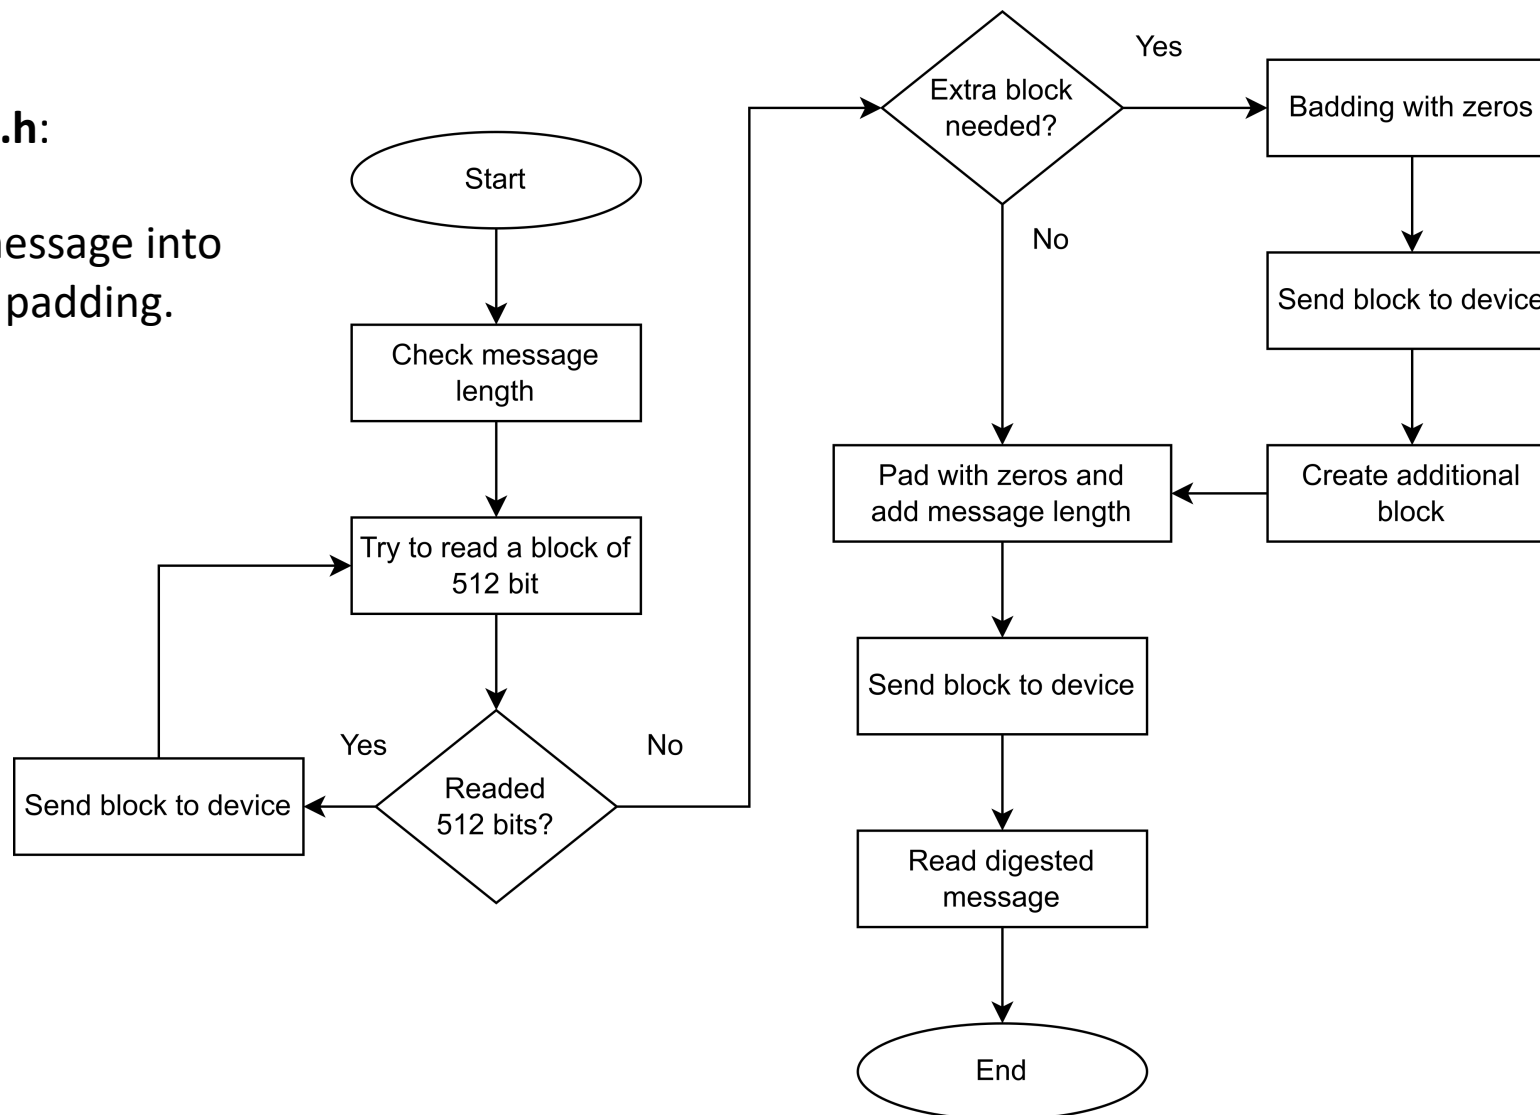 .h:
message into
padding.
Start
Check message
length
Try to read a block of
512 bit
Readed
512 bits?
Yes
No
Send block to device
Extra block
needed?
Yes
No
Badding with zeros
Send block to device
Create additional
block
Pad with zeros and
add message length
Send block to device
Read digested
message
End